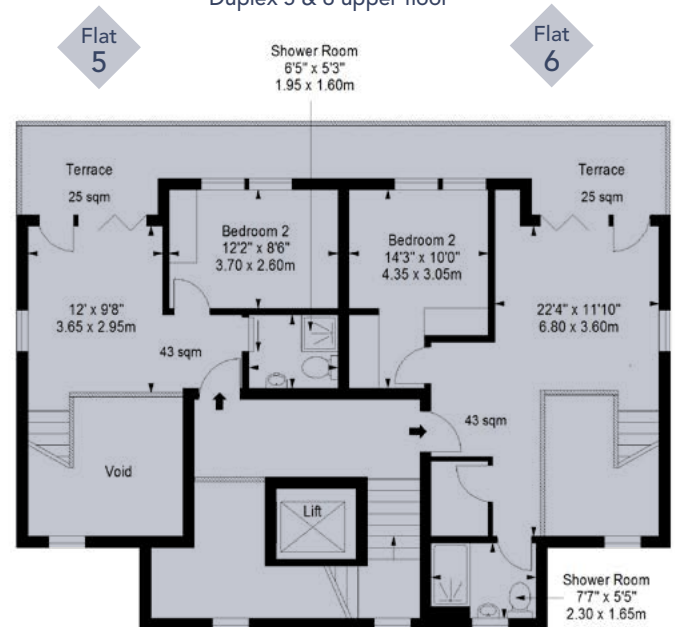 Duplex 5 & 6 upper floor
Flat
5
Flat
6
Shower Room
6'5" x 5'3"
1.95 x 1.60m
Terrace
25 sqm
Terrace
25 sqm
Bedroom 2
12'2" x 8'6"
3.70 x 2.60m
Bedroom 2
14'3" x 10'0"
4.35 x 3.05m
12' x 9'8"
3.65 x 2.95m
22'4" x 11'10"
6.80 x 3.60m
43 sqm
43 sqm
Void
Lift
Shower Room
7'7" x 5'5"
2.30 x 1.65m